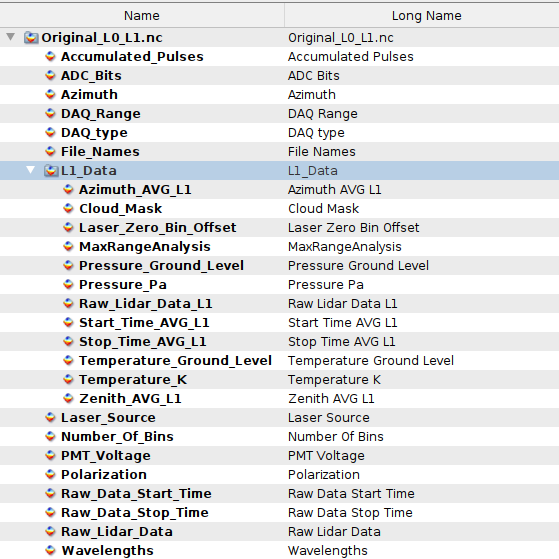 Name Long Name
Original_L0_L1.nc Original_L0_L1.nc
Accumulated_Pulses Accumulated Pulses
ADC_Bits ADC Bits
Azimuth Azimuth
DAQ_Range DAQ Range
DAQ_type DAQ type
File_Names File Names
L1_Data L1_Data
Azimuth_AVG_L1 Azimuth AVG L1
Cloud_Mask Cloud Mask
Laser_Zero_Bin_Offset Laser Zero Bin Offset
MaxRangeAnalysis MaxRangeAnalysis
Pressure_Ground_Level Pressure Ground Level
Pressure_Pa Pressure Pa
Raw_Lidar_Data_L1 Raw Lidar Data L1
Start_Time_AVG_L1 Start Time AVG L1
Stop_Time_AVG_L1 Stop Time AVG L1
Temperature_Ground_Level Temperature Ground Level
Temperature_K Temperature K
Zenith_AVG_L1 Zenith AVG L1
Laser_Source Laser Source
Number_Of_Bins Number Of Bins
PMT_Voltage PMT Voltage
Polarization Polarization
Raw_Data_Start_Time Raw Data Start Time
Raw_Data_Stop_Time Raw Data Stop Time
Raw_Lidar_Data Raw Lidar Data
Wavelengths Wavelengths